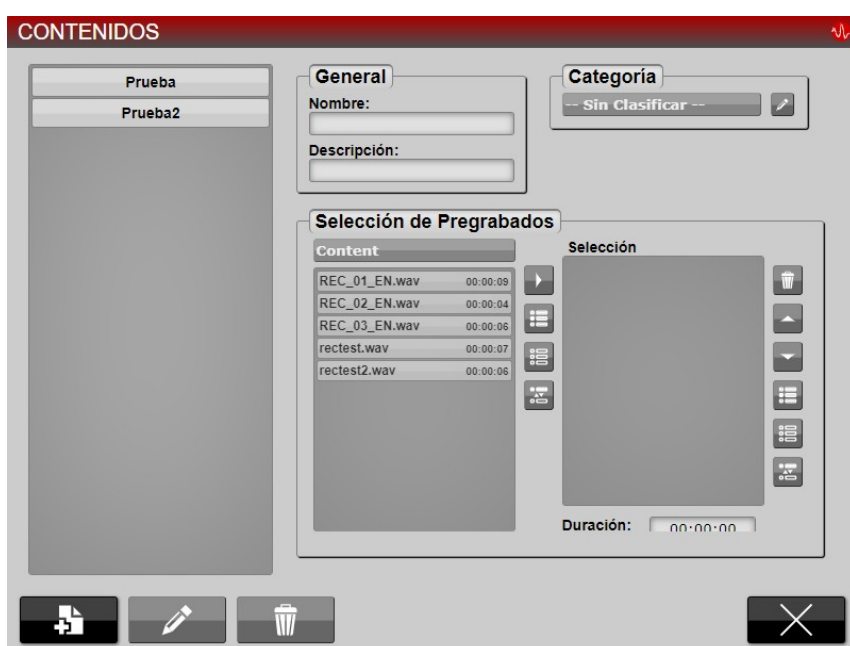 CONTENIDOS
Prueba
Prueba2
General
Nombre:
Descripción:
Categoría
-- Sin Clasificar --
Selección de Pregrabados
Content
REC_01_EN.wav 00:00:09
REC_02_EN.wav 00:00:04
REC_03_EN.wav 00:00:06
rectest.wav 00:00:07
rectest2.wav 00:00:06
Selección
Duración: 00:00:00